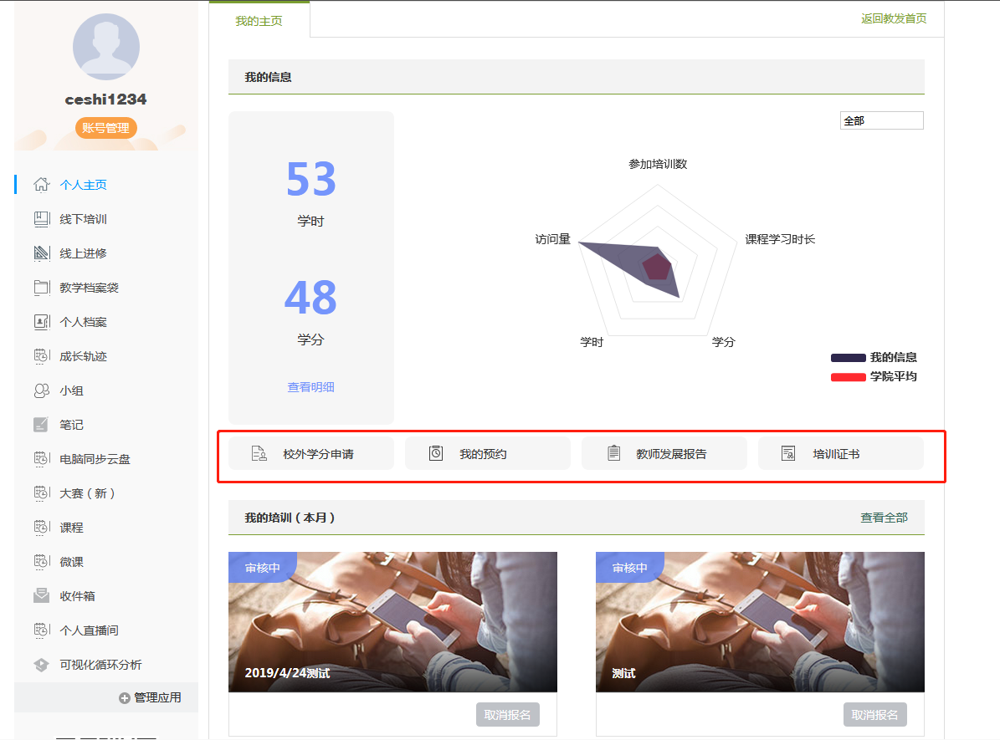 ceshi1234
账号管理
个人主页
线下培训
线上进修
教学档案袋
个人档案
成长轨迹
小组
笔记
电脑同步云盘
大赛（新）
课程
微课
收件箱
个人直播间
可视化循环分析
管理应用
我的主页
返回教发首页
我的信息
53
学时
48
学分
查看明细
全部
参加培训数
访问量
课程学习时长
学时
学分
我的信息
学院平均
校外学分申请
我的预约
教师发展报告
培训证书
我的培训（本月）
查看全部
审核中
2019/4/24测试
取消报名
审核中
测试
取消报名